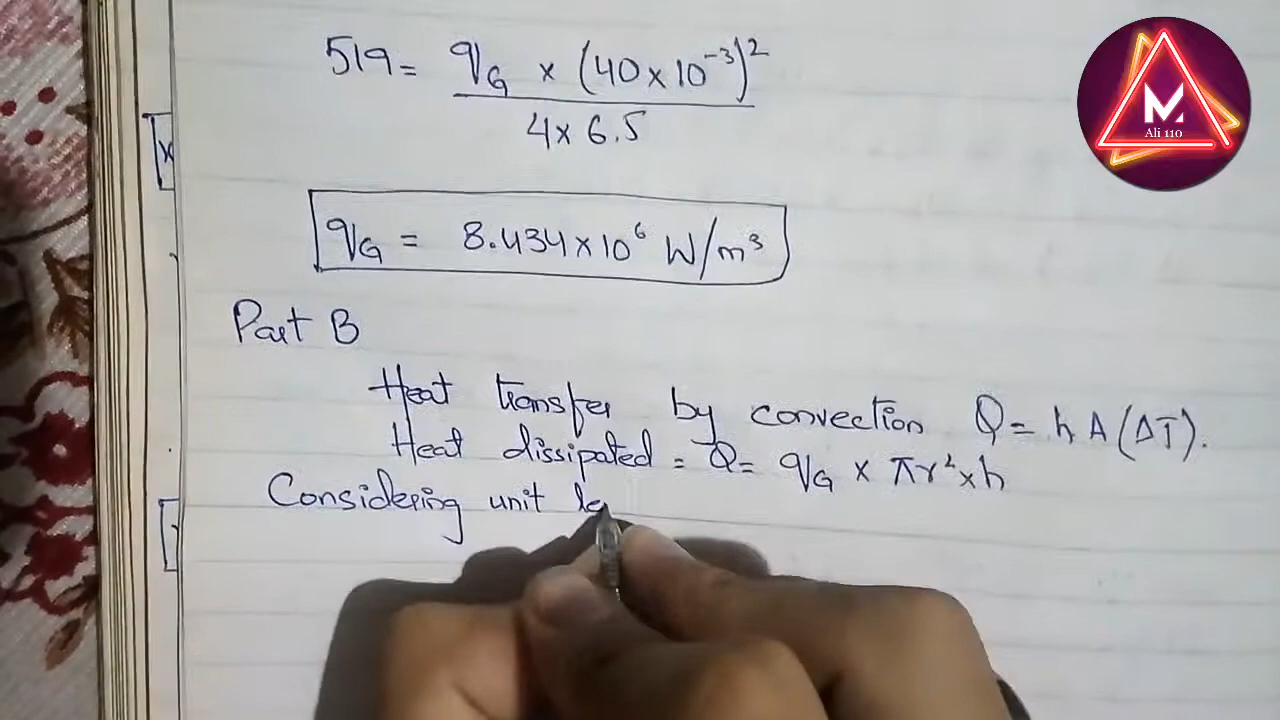 519 = q_G × (40×10⁻³)²
4×6.5
q_G = 8.434×10⁶ W/m³
Part B
Heat transfer by convection Q = hA(ΔT).
Heat dissipated = Q = q_G × πr²×h
Considering unit le
M.
Ali 110